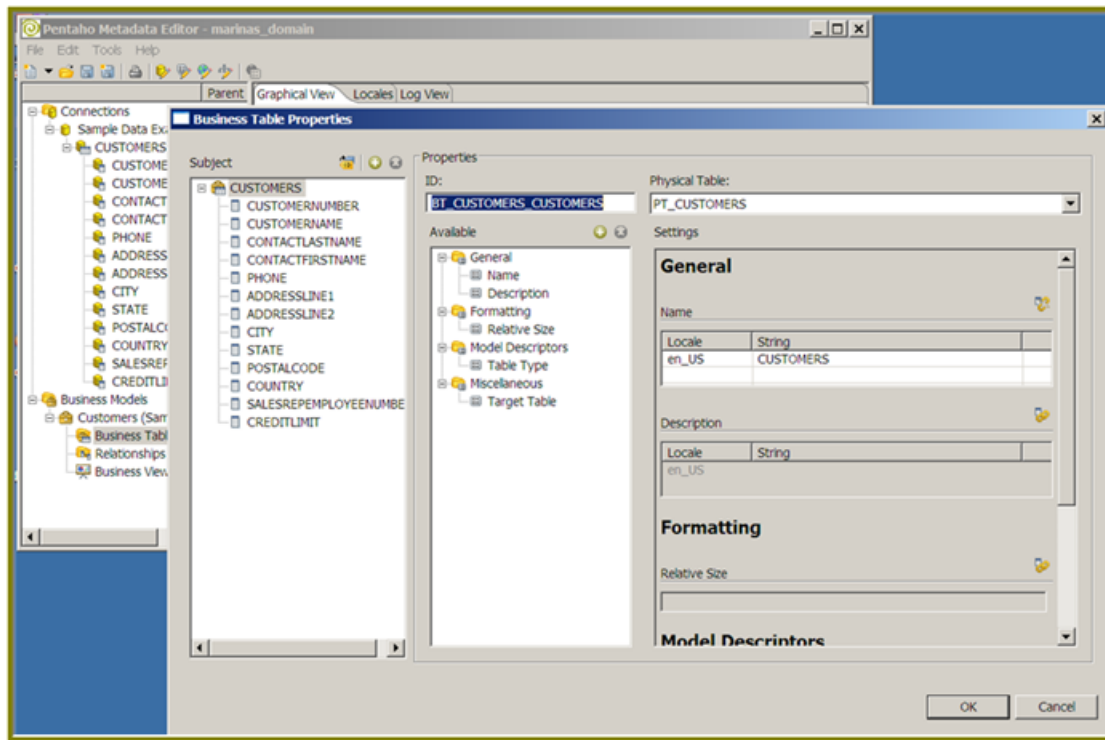 Pentaho Metadata Editor - marinas_domain
File Edit Tools Help
Parent Graphical View Locales Log View
Connections
Sample Data Exa
CUSTOMERS
CUSTOME
CUSTOME
CONTACT
CONTACT
PHONE
ADDRESS
ADDRESS
CITY
STATE
POSTALCO
COUNTRY
SALESREP
CREDITLI
Business Models
Customers (Sam
Business Tabl
Relationships
Business View
Business Table Properties
Subject
CUSTOMERS
CUSTOMERNUMBER
CUSTOMERNAME
CONTACTLASTNAME
CONTACTFIRSTNAME
PHONE
ADDRESSLINE1
ADDRESSLINE2
CITY
STATE
POSTALCODE
COUNTRY
SALESREPEMPLOYEENUMBE
CREDITLIMIT
Properties
ID:
BT_CUSTOMERS_CUSTOMERS
Physical Table:
PT_CUSTOMERS
Available
General
Name
Description
Formatting
Relative Size
Model Descriptors
Table Type
Miscellaneous
Target Table
Settings
General
Name
Locale String
en_US CUSTOMERS
Description
Locale String
en_US
Formatting
Relative Size
Model Descriptors
OK Cancel